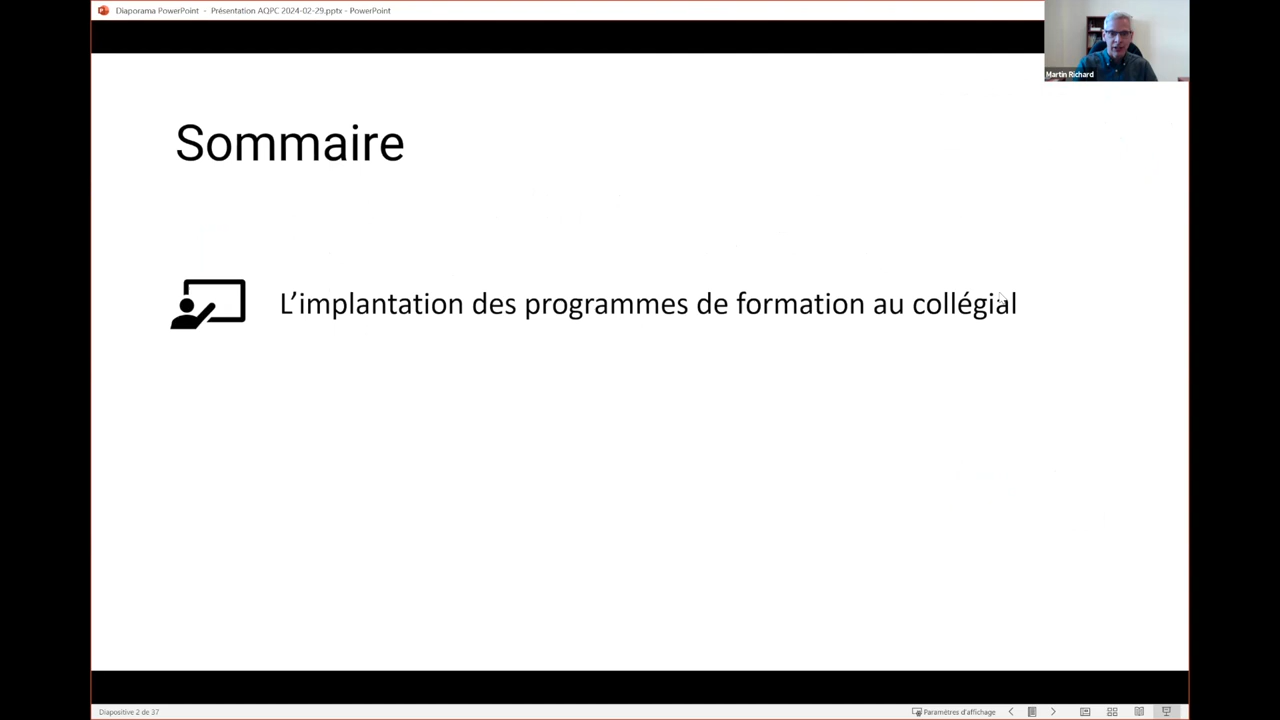 Diaporama PowerPoint - Présentation AQPC 2024-02-29.pptx - PowerPoint
Martin Richard
Sommaire
L'implantation des programmes de formation au collégial
Diapositive 2 de 37
Paramètres d'affichage